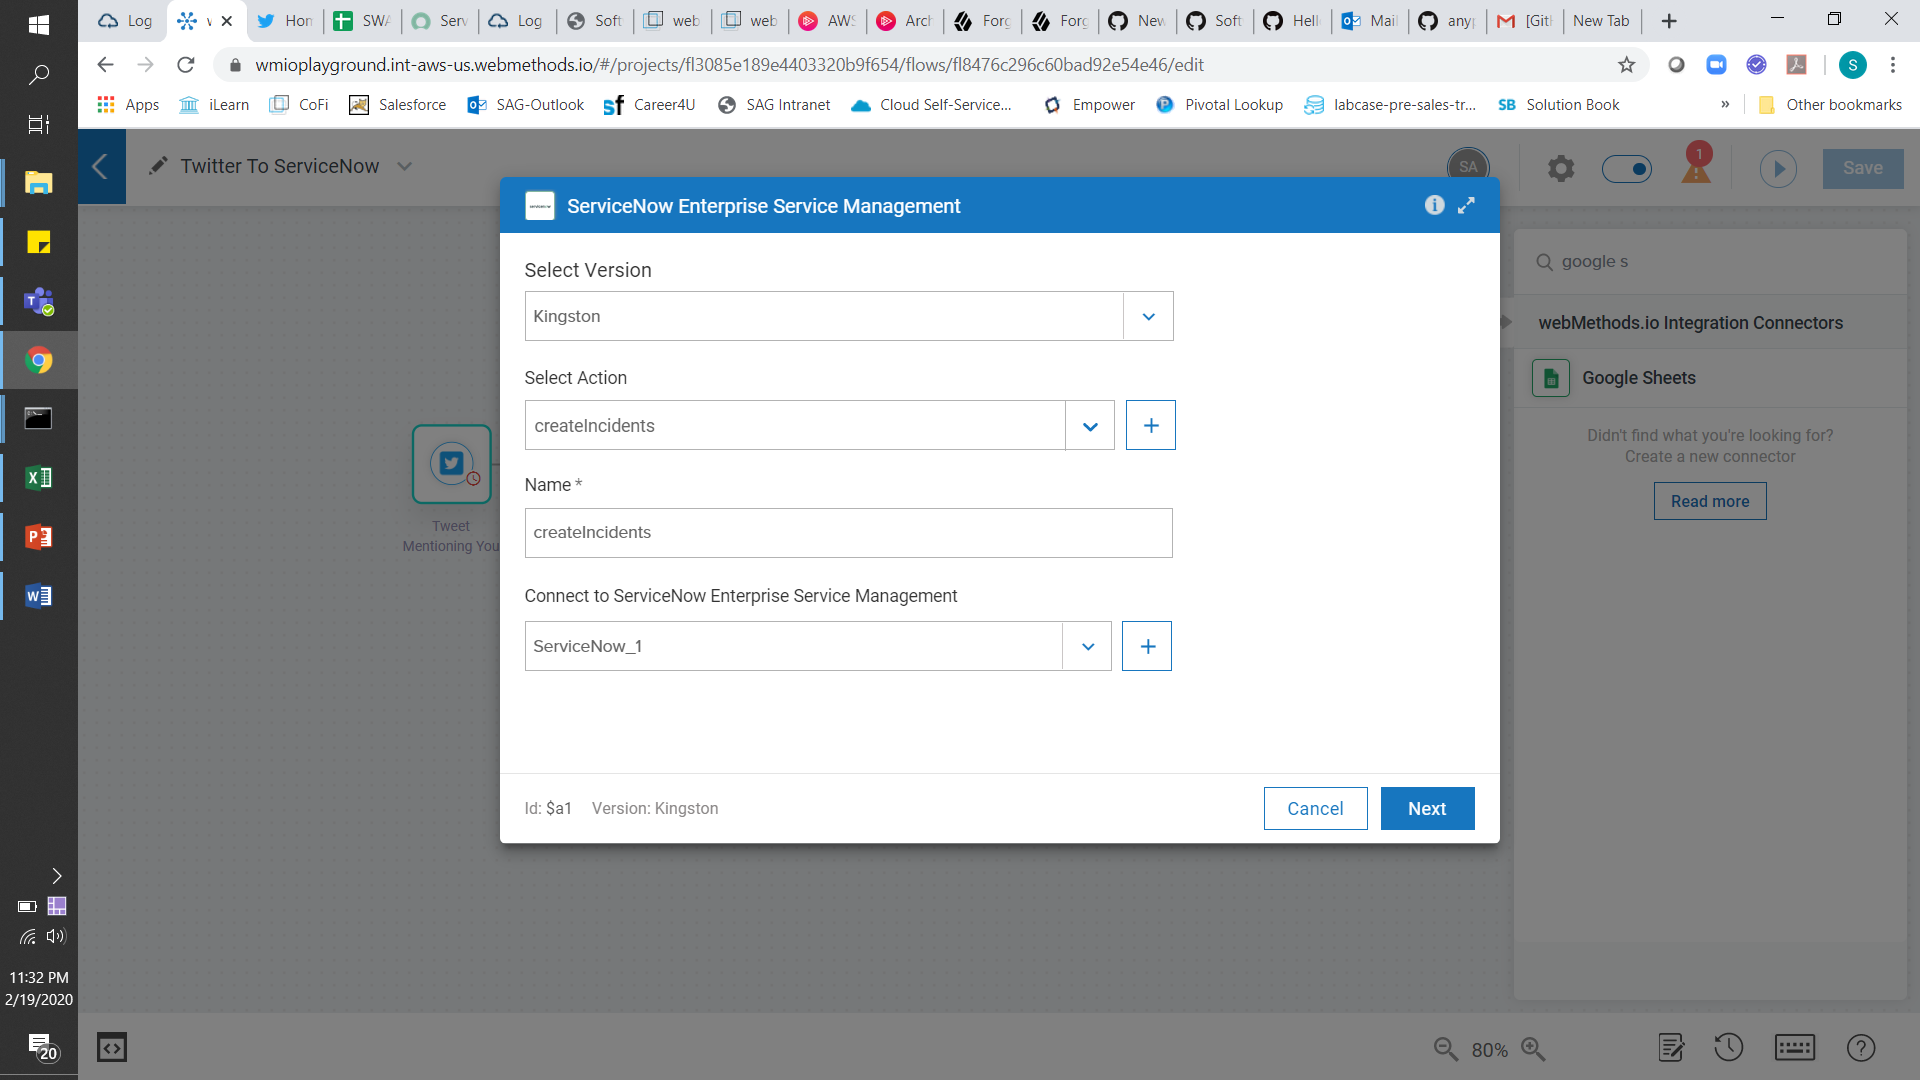 Log
Hom
SWA
Serv
Log
Soft
web
web
AWS
Arch
Forg
Forg
New
Soft
Hell
Mail
anyp
[Git
New Tab
wmioplayground.int-aws-us.webmethods.io/#/projects/fl3085e189e4403320b9f654/flows/fl8476c296c60bad92e54e46/edit
S
Apps
iLearn
CoFi
Salesforce
SAG-Outlook
Career4U
SAG Intranet
Cloud Self-Service...
Empower
Pivotal Lookup
labcase-pre-sales-tr...
SB Solution Book
»
Other bookmarks
Twitter To ServiceNow
SA
1
Save
ServiceNow Enterprise Service Management
Select Version
Kingston
Select Action
createIncidents
Name *
createIncidents
Connect to ServiceNow Enterprise Service Management
ServiceNow_1
Id: $a1 Version: Kingston
Cancel
Next
Tweet
Mentioning You
google s
webMethods.io Integration Connectors
Google Sheets
Didn't find what you're looking for?
Create a new connector
Read more
80%
11:32 PM
2/19/2020
20